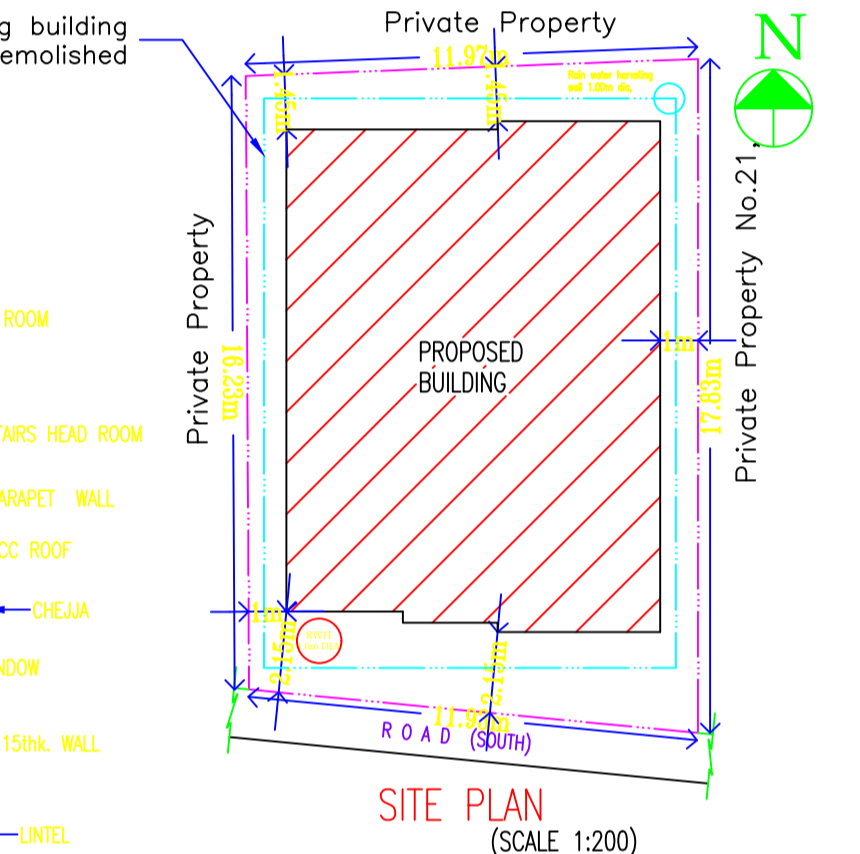 g building
emolished
Private Property
N
11.97m
1.45m
1.45m
Rain water harvesting
well 1.00m dia,
Private Property
Private Property No.21,
ROOM
16.23m
PROPOSED
BUILDING
1m
17.83m
TAIRS HEAD ROOM
ARAPET WALL
CC ROOF
CHEJJA
1m
NDOW
2.15m
2.15m
15thk. WALL
ROAD (SOUTH)
SITE PLAN
(SCALE 1:200)
LINTEL